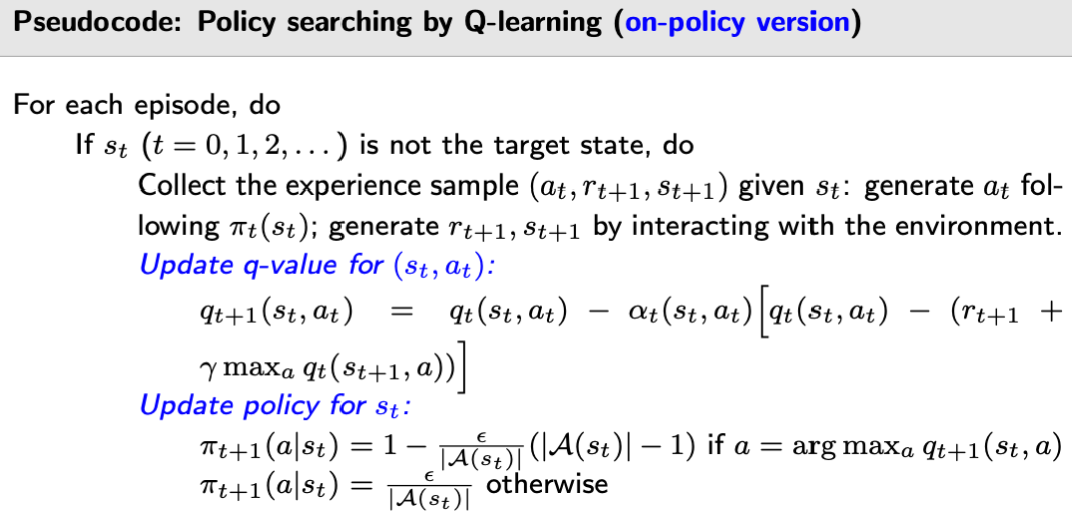 Pseudocode: Policy searching by Q-learning (on-policy version)
For each episode, do
If $s_t$ ($t = 0, 1, 2, \dots$) is not the target state, do
Collect the experience sample $(a_t, r_{t+1}, s_{t+1})$ given $s_t$: generate $a_t$ fol-
lowing $\pi_t(s_t)$; generate $r_{t+1}, s_{t+1}$ by interacting with the environment.
Update q-value for $(s_t, a_t)$:
$q_{t+1}(s_t, a_t) = q_t(s_t, a_t) - \alpha_t(s_t, a_t)\Big[q_t(s_t, a_t) - (r_{t+1} +$
$\gamma \max_a q_t(s_{t+1}, a))\Big]$
Update policy for $s_t$:
$\pi_{t+1}(a|s_t) = 1 - \frac{\epsilon}{|\mathcal{A}(s_t)|}(|\mathcal{A}(s_t)| - 1)$ if $a = \arg\max_a q_{t+1}(s_t, a)$
$\pi_{t+1}(a|s_t) = \frac{\epsilon}{|\mathcal{A}(s_t)|}$ otherwise